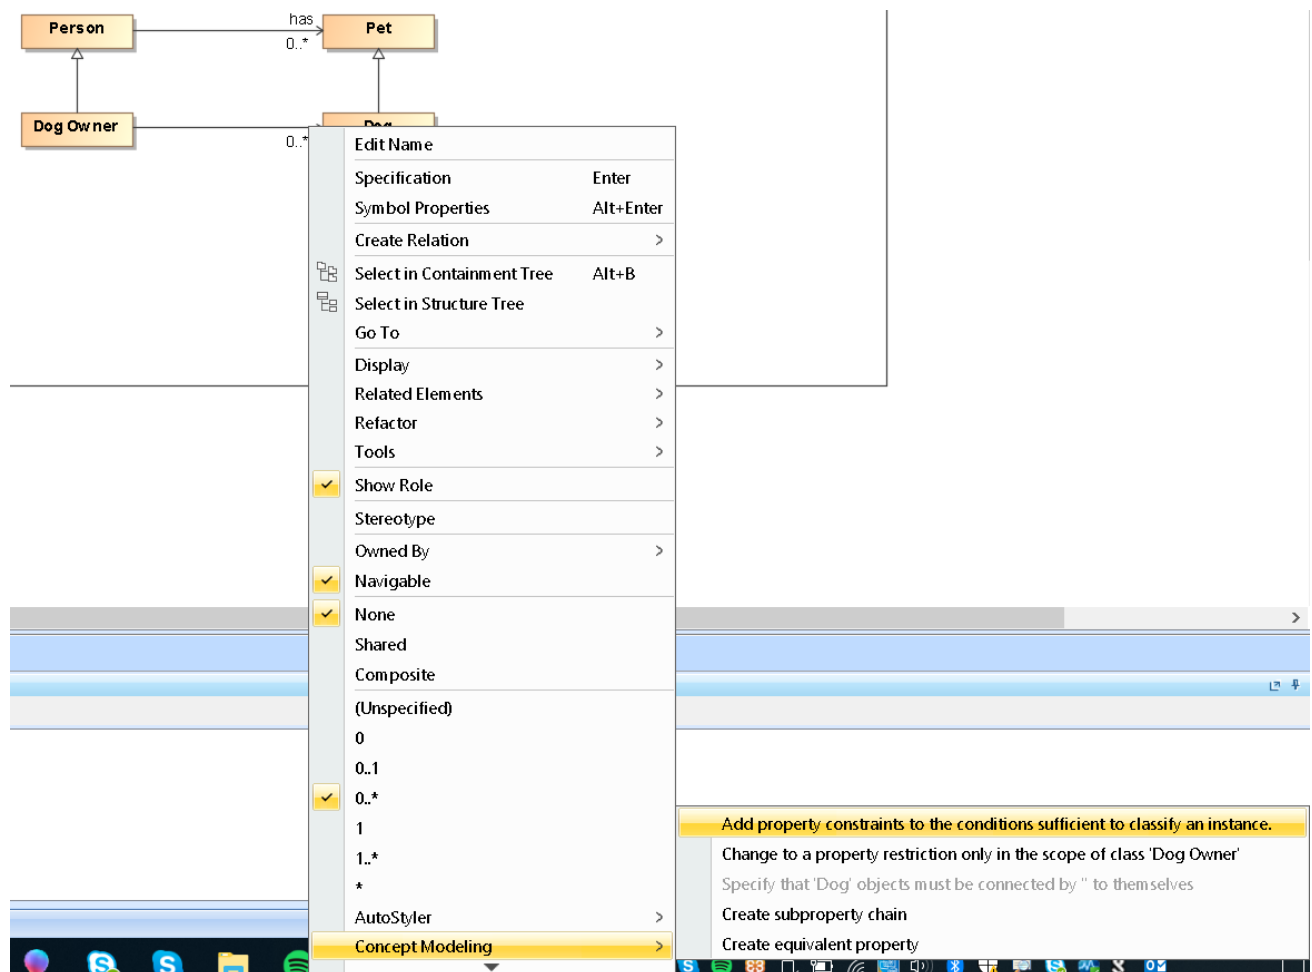 Person
has
Pet
0..*
Dog Owner
Dog
0..*
Edit Name
Specification Enter
Symbol Properties Alt+Enter
Create Relation
Select in Containment Tree Alt+B
Select in Structure Tree
Go To
Display
Related Elements
Refactor
Tools
Show Role
Stereotype
Owned By
Navigable
None
Shared
Composite
(Unspecified)
0
0..1
0..*
1
1..*
*
AutoStyler
Concept Modeling
Add property constraints to the conditions sufficient to classify an instance.
Change to a property restriction only in the scope of class 'Dog Owner'
Specify that 'Dog' objects must be connected by '' to themselves
Create subproperty chain
Create equivalent property
83